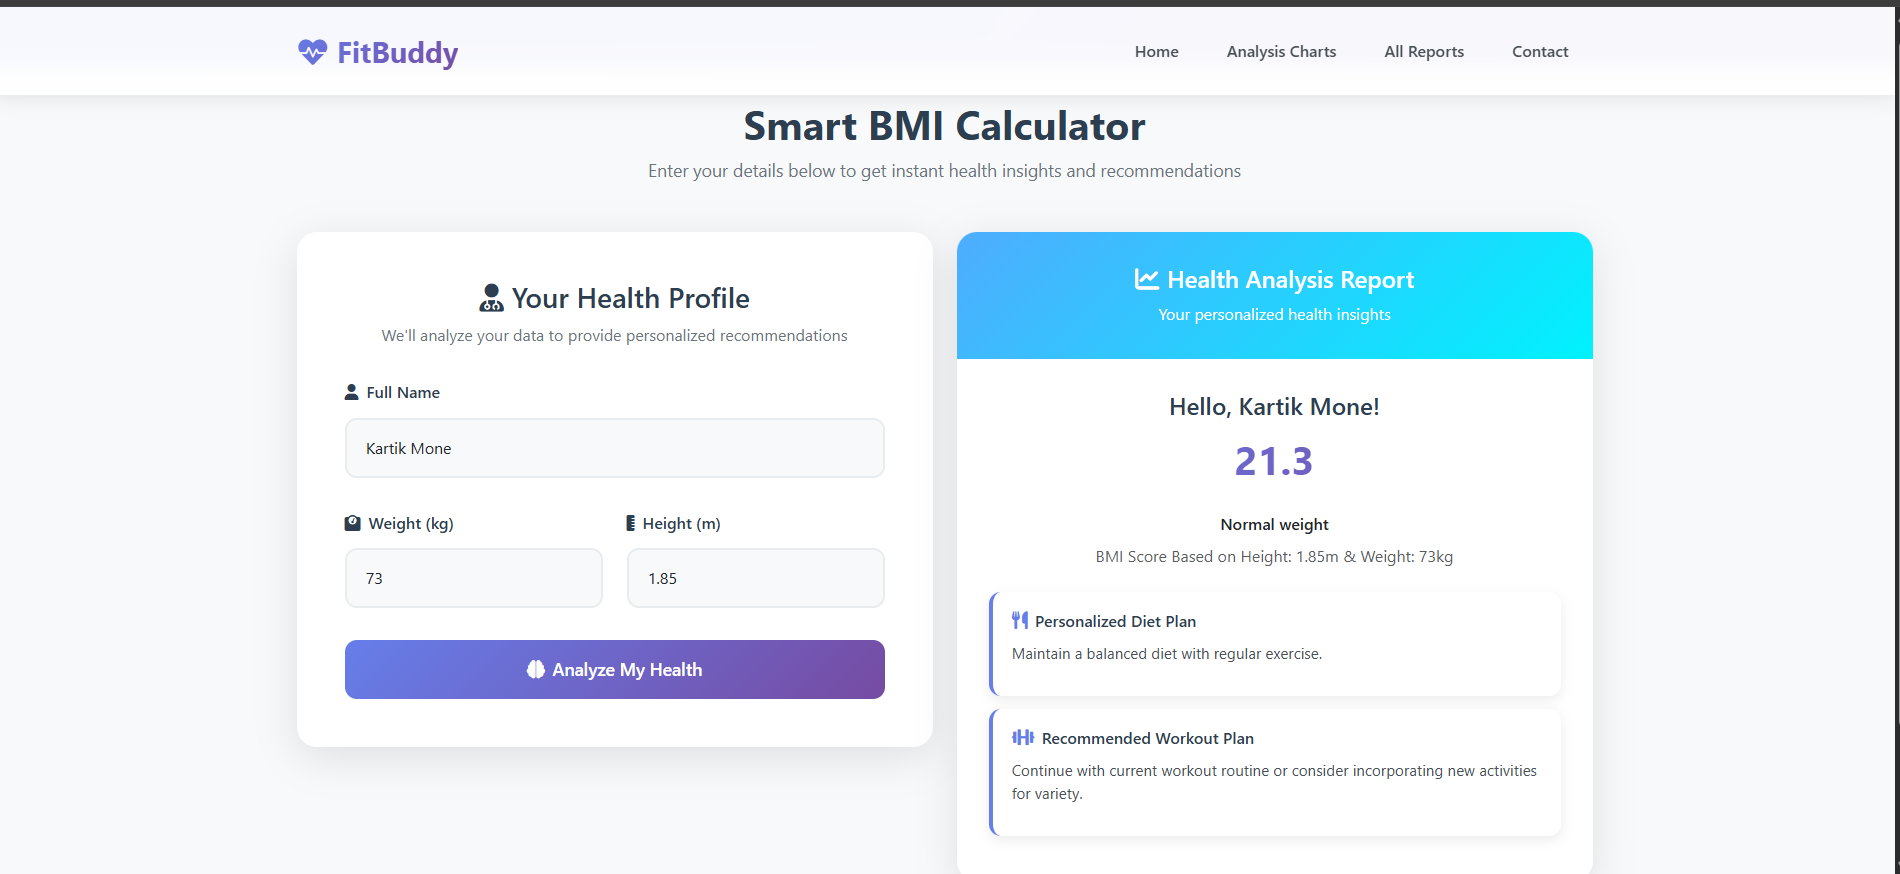 FitBuddy
Home
Analysis Charts
All Reports
Contact
Smart BMI Calculator
Enter your details below to get instant health insights and recommendations
Your Health Profile
We'll analyze your data to provide personalized recommendations
Full Name
Kartik Mone
Weight (kg)
Height (m)
73
1.85
Analyze My Health
Health Analysis Report
Your personalized health insights
Hello, Kartik Mone!
21.3
Normal weight
BMI Score Based on Height: 1.85m & Weight: 73kg
Personalized Diet Plan
Maintain a balanced diet with regular exercise.
Recommended Workout Plan
Continue with current workout routine or consider incorporating new activities
for variety.